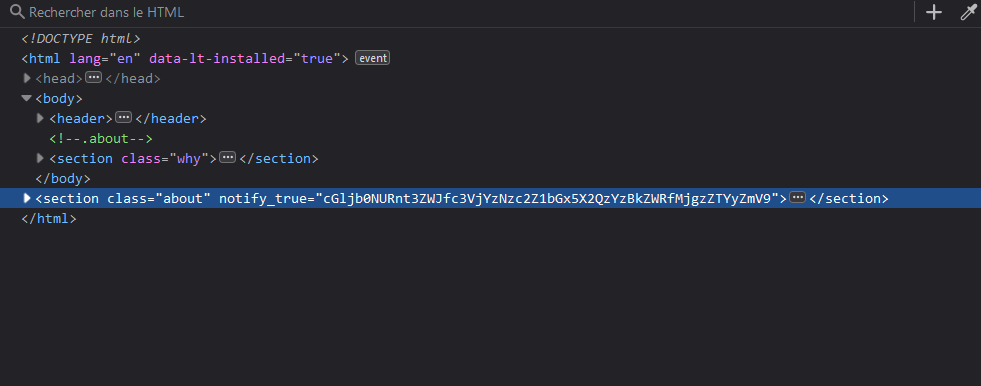 Rechercher dans le HTML
<!DOCTYPE html>
<html lang="en" data-lt-installed="true"> event
<head>⋯</head>
<body>
<header>⋯</header>
<!--.about-->
<section class="why">⋯</section>
</body>
<section class="about" notify_true="cGljb0NURnt3ZWJfc3VjYzNzc2Z1bGx5X2QzYzBkZWRfMjgzZTYyZmV9">⋯</section>
</html>